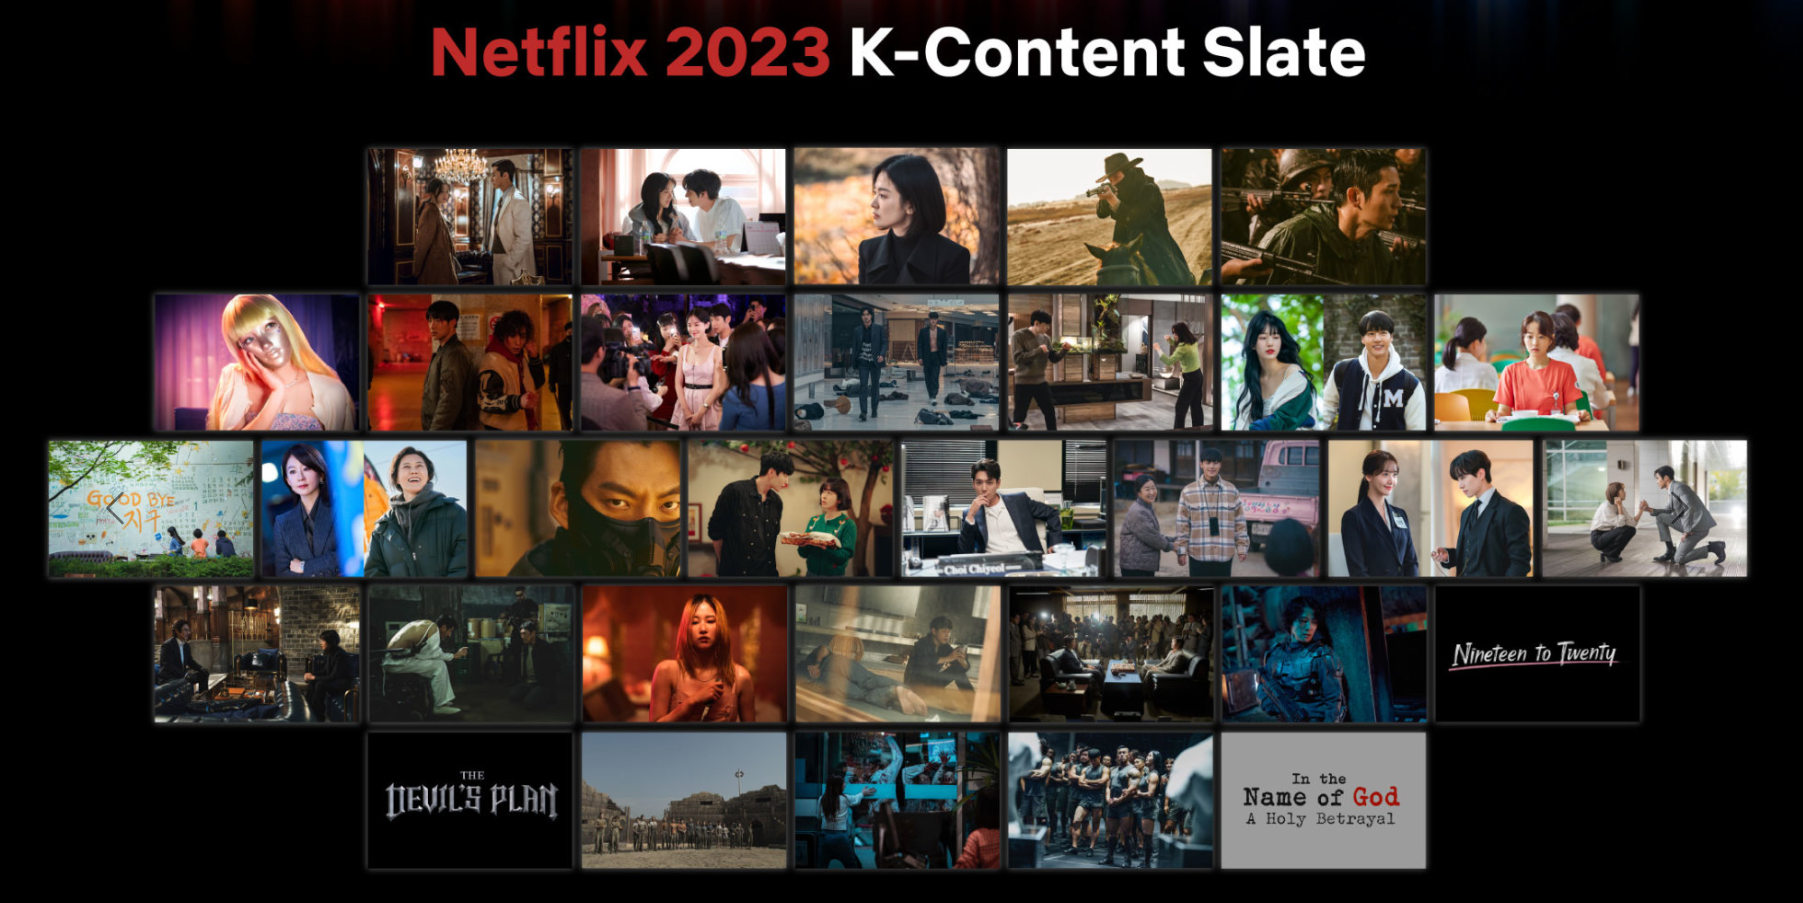 Netflix 2023 K-Content Slate
M
GOOD BYE
지우
Choi Chiyeol
Nineteen to Twenty
THE
DEVIL'S PLAN
In the
Name of God
A Holy Betrayal